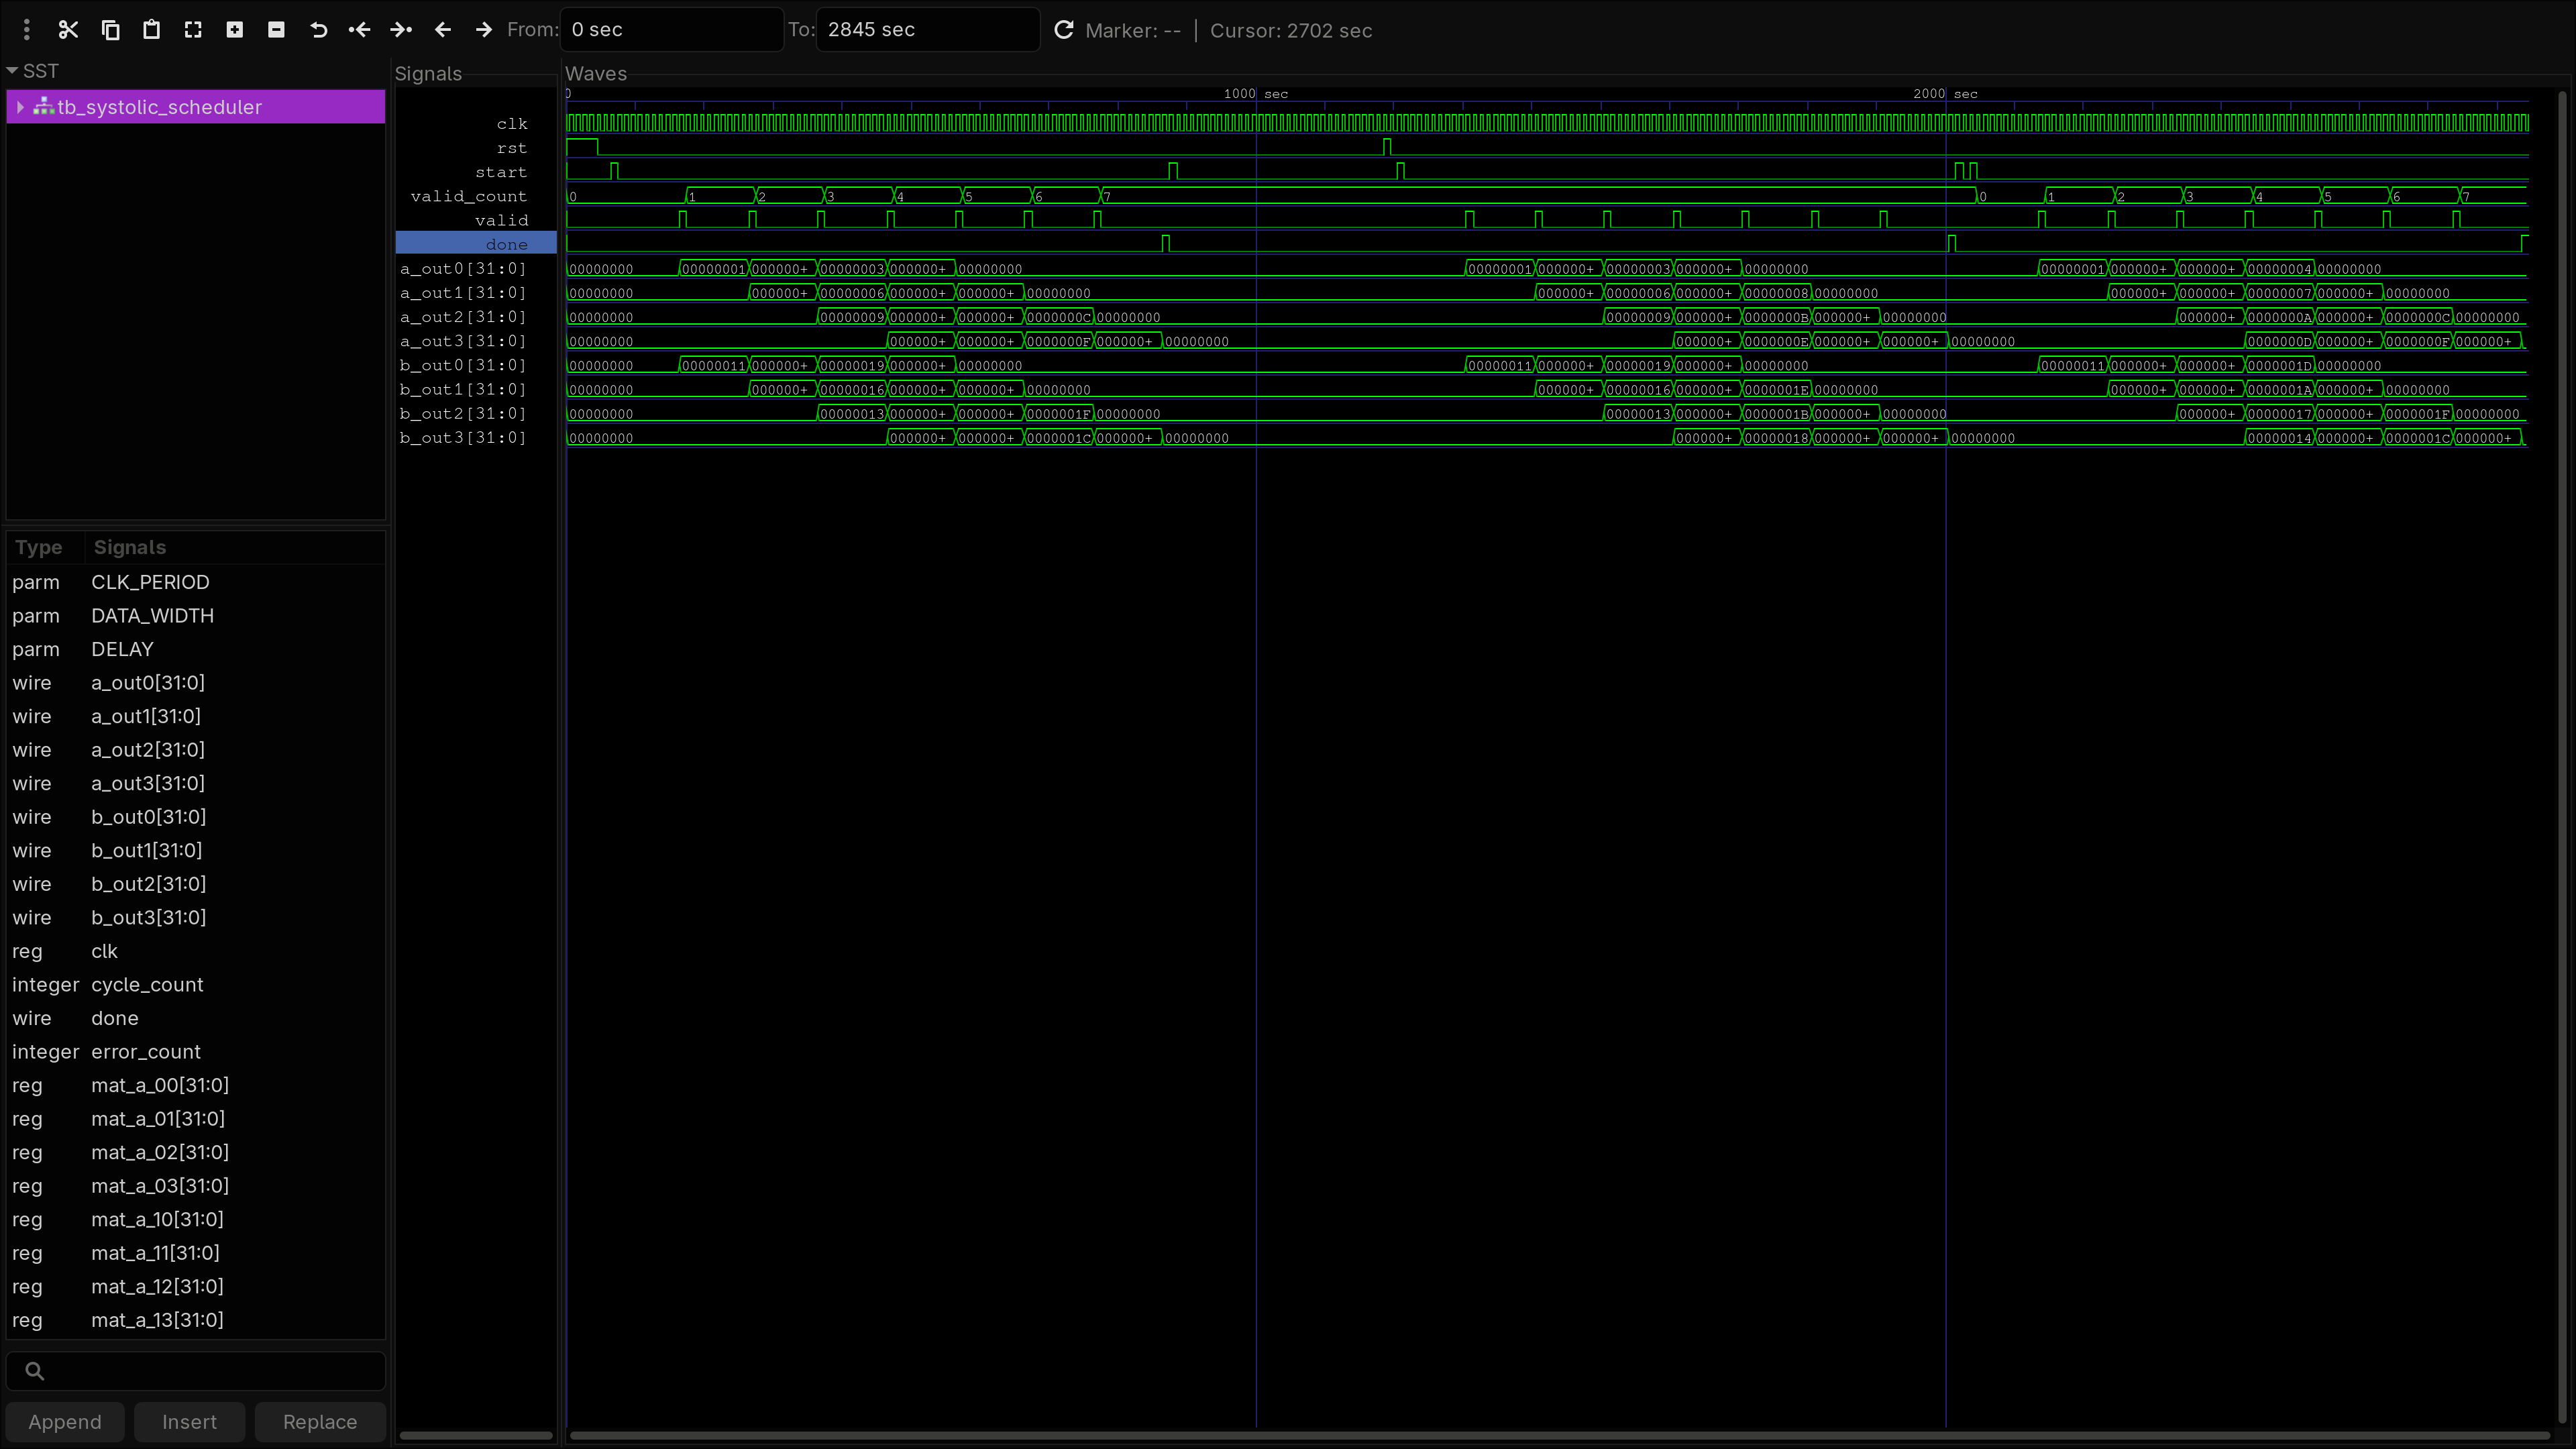 From: 0 sec To: 2845 sec Marker: -- | Cursor: 2702 sec
SST
tb_systolic_scheduler
Type Signals
parm CLK_PERIOD
parm DATA_WIDTH
parm DELAY
wire a_out0[31:0]
wire a_out1[31:0]
wire a_out2[31:0]
wire a_out3[31:0]
wire b_out0[31:0]
wire b_out1[31:0]
wire b_out2[31:0]
wire b_out3[31:0]
reg clk
integer cycle_count
wire done
integer error_count
reg mat_a_00[31:0]
reg mat_a_01[31:0]
reg mat_a_02[31:0]
reg mat_a_03[31:0]
reg mat_a_10[31:0]
reg mat_a_11[31:0]
reg mat_a_12[31:0]
reg mat_a_13[31:0]
Append Insert Replace
Signals Waves
0 1000 sec 2000 sec
clk
rst
start
valid_count 0 1 2 3 4 5 6 7 0 1 2 3 4 5 6 7
valid
done
a_out0[31:0] 00000000 00000001 000000+ 00000003 000000+ 00000000 00000001 000000+ 00000003 000000+ 00000000 00000001 000000+ 000000+ 00000004 00000000
a_out1[31:0] 00000000 000000+ 00000006 000000+ 000000+ 00000000 000000+ 00000006 000000+ 00000008 00000000 000000+ 000000+ 00000007 000000+ 00000000
a_out2[31:0] 00000000 00000009 000000+ 000000+ 0000000C 00000000 00000009 000000+ 0000000B 000000+ 00000000 000000+ 0000000A 000000+ 0000000C 00000000
a_out3[31:0] 00000000 000000+ 000000+ 0000000F 000000+ 00000000 000000+ 0000000E 000000+ 000000+ 00000000 0000000D 000000+ 0000000F 000000+
b_out0[31:0] 00000000 00000011 000000+ 00000019 000000+ 00000000 00000011 000000+ 00000019 000000+ 00000000 00000011 000000+ 000000+ 0000001D 00000000
b_out1[31:0] 00000000 000000+ 00000016 000000+ 000000+ 00000000 000000+ 00000016 000000+ 0000001E 00000000 000000+ 000000+ 0000001A 000000+ 00000000
b_out2[31:0] 00000000 00000013 000000+ 000000+ 0000001F 00000000 00000013 000000+ 0000001B 000000+ 00000000 000000+ 00000017 000000+ 0000001F 00000000
b_out3[31:0] 00000000 000000+ 000000+ 0000001C 000000+ 00000000 000000+ 00000018 000000+ 000000+ 00000000 00000014 000000+ 0000001C 000000+